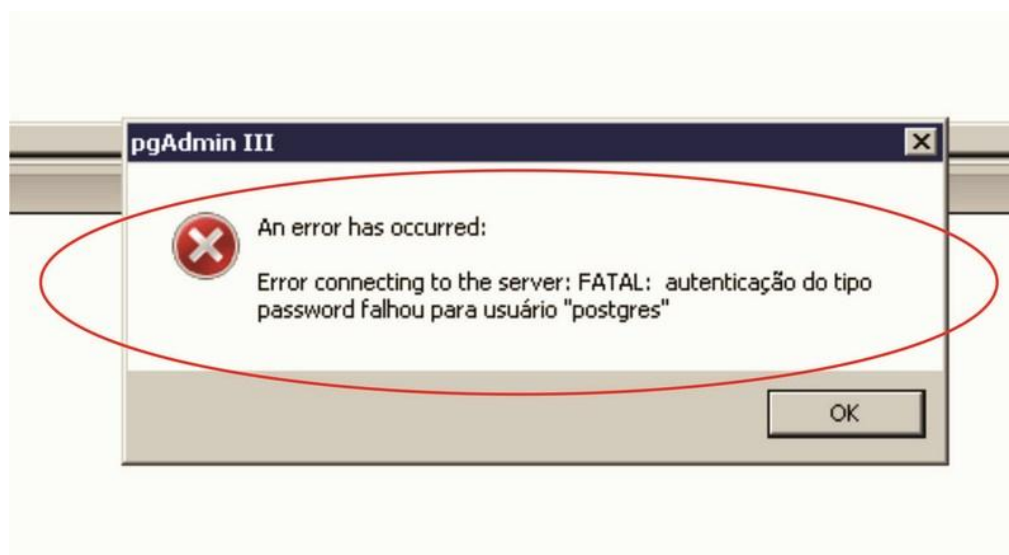 pgAdmin III
An error has occurred:
Error connecting to the server: FATAL:  autenticação do tipo
password falhou para usuário "postgres"
OK